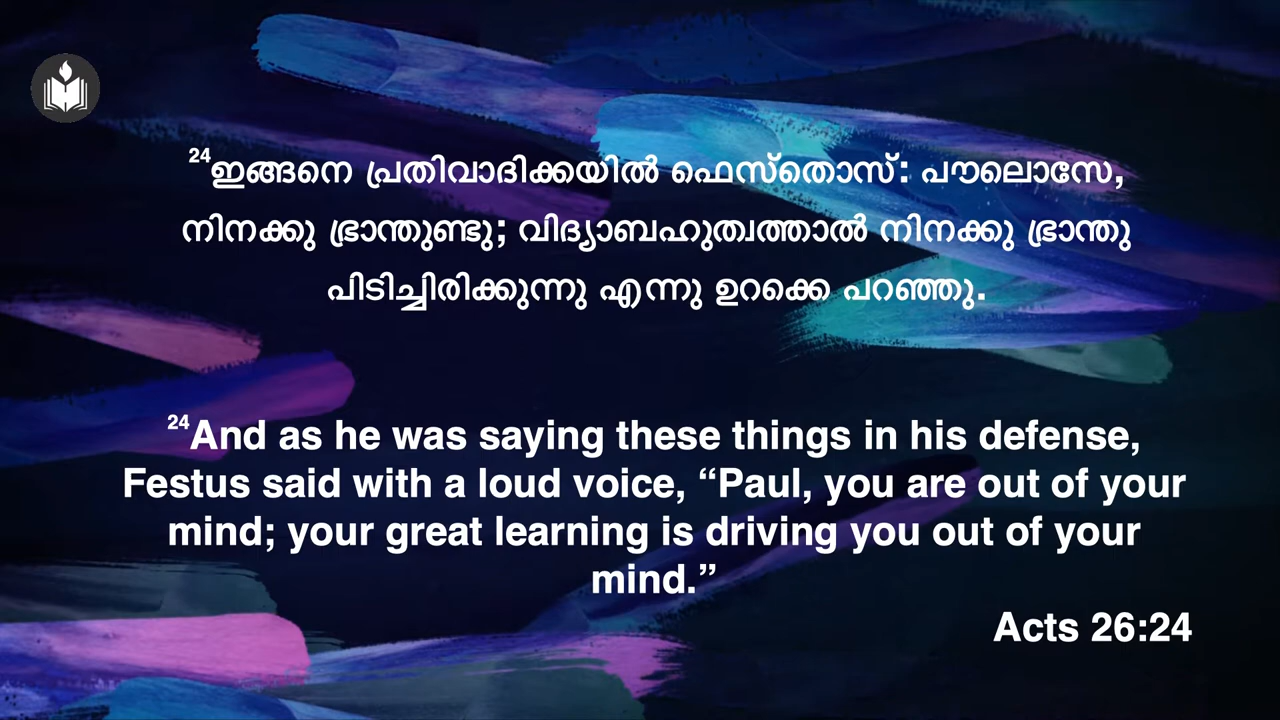 24ഇങ്ങനെ പ്രതിവാദിക്കയിൽ ഫെസ്തൊസ്: പൗലൊസേ,
നിനക്കു ഭ്രാന്തുണ്ടു; വിദ്യാബഹുത്വത്താൽ നിനക്കു ഭ്രാന്തു
പിടിച്ചിരിക്കുന്നു എന്നു ഉറക്കെ പറഞ്ഞു.
24And as he was saying these things in his defense,
Festus said with a loud voice, “Paul, you are out of your
mind; your great learning is driving you out of your
mind.”
Acts 26:24